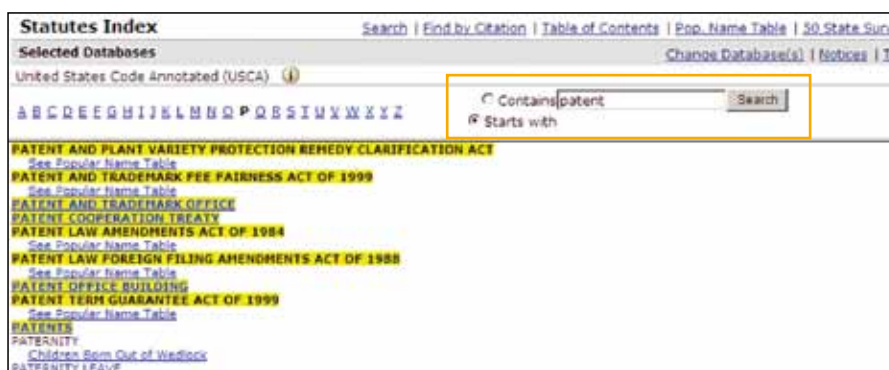 Statutes Index
Search | Find by Citation | Table of Contents | Pop. Name Table | 50 State Sur
Selected Databases
Change Database(s) | Notices |
United States Code Annotated (USCA)
Contains patent Search
A B C D E F G H I J K L M N O P Q R S T U V W X Y Z
Starts with
PATENT AND PLANT VARIETY PROTECTION REMEDY CLARIFICATION ACT
See Popular Name Table
PATENT AND TRADEMARK FEE FAIRNESS ACT OF 1999
See Popular Name Table
PATENT AND TRADEMARK OFFICE
PATENT COOPERATION TREATY
PATENT LAW AMENDMENTS ACT OF 1984
See Popular Name Table
PATENT LAW FOREIGN FILING AMENDMENTS ACT OF 1988
See Popular Name Table
PATENT OFFICE BUILDING
PATENT TERM GUARANTEE ACT OF 1999
See Popular Name Table
PATENTS
PATERNITY
Children Born Out of Wedlock
PATERNITY LEAVE